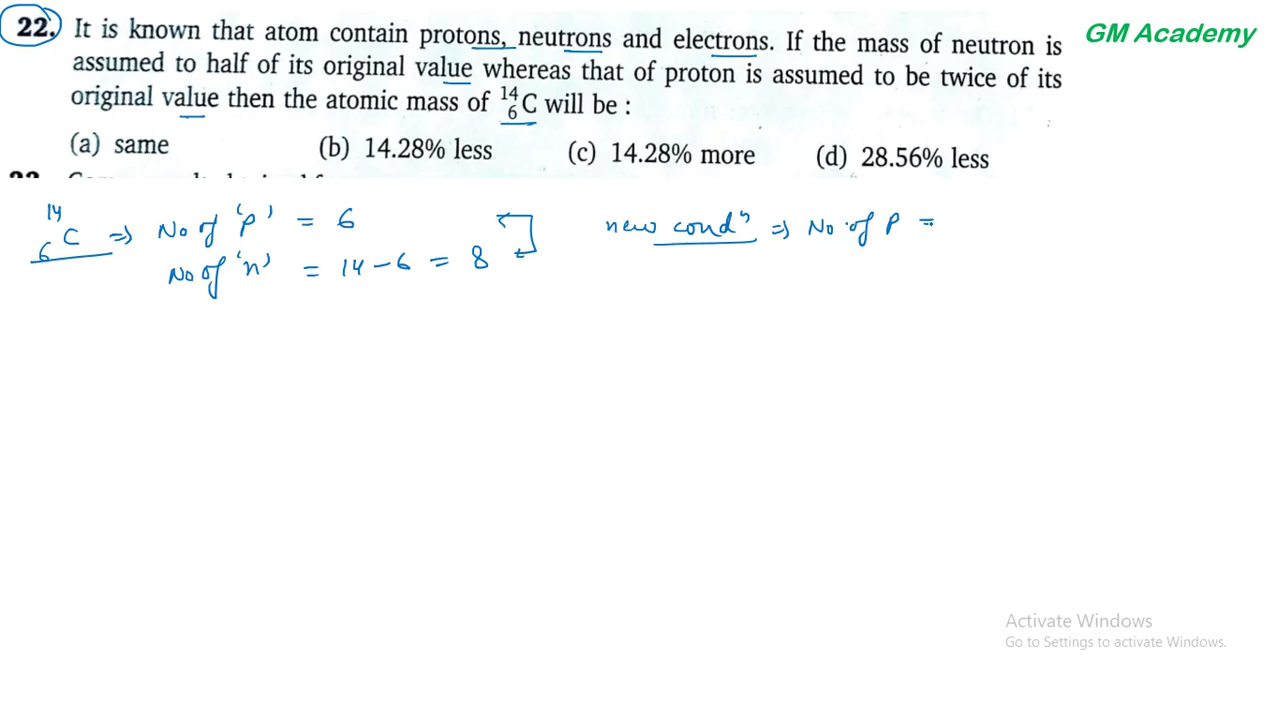 GM Academy
22. It is known that atom contain protons, neutrons and electrons. If the mass of neutron is
assumed to half of its original value whereas that of proton is assumed to be twice of its
original value then the atomic mass of ¹⁴₆C will be :
(a) same (b) 14.28% less (c) 14.28% more (d) 28.56% less
¹⁴₆C ⇒ No of 'p' = 6
No of 'n' = 14 - 6 = 8
new condⁿ ⇒ No of P =
Activate Windows
Go to Settings to activate Windows.